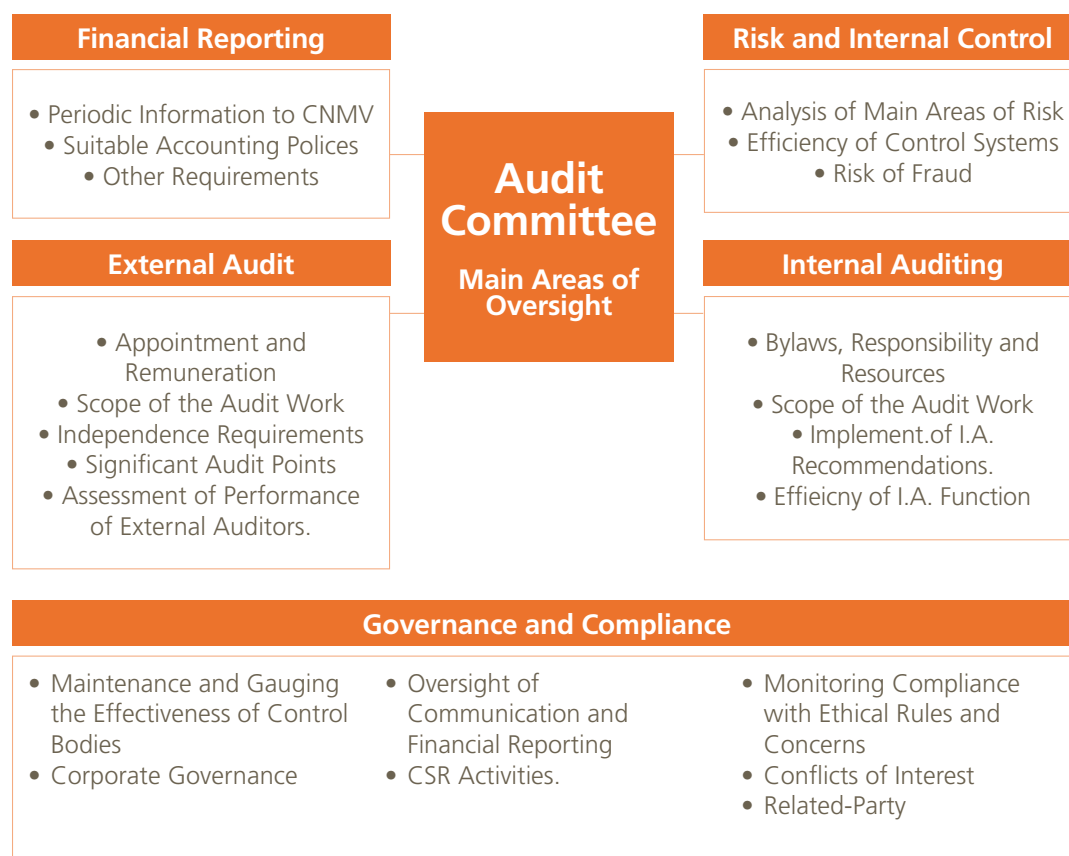 Financial Reporting
• Periodic Information to CNMV
• Suitable Accounting Polices
• Other Requirements
Risk and Internal Control
• Analysis of Main Areas of Risk
• Efficiency of Control Systems
• Risk of Fraud
Audit
Committee
Main Areas of
Oversight
External Audit
• Appointment and
Remuneration
• Scope of the Audit Work
• Independence Requirements
• Significant Audit Points
• Assessment of Performance
of External Auditors.
Internal Auditing
• Bylaws, Responsibility and
Resources
• Scope of the Audit Work
• Implement.of I.A.
Recommendations.
• Effieicny of I.A. Function
Governance and Compliance
• Maintenance and Gauging
the Effectiveness of Control
Bodies
• Corporate Governance
• Oversight of
Communication and
Financial Reporting
• CSR Activities.
• Monitoring Compliance
with Ethical Rules and
Concerns
• Conflicts of Interest
• Related-Party